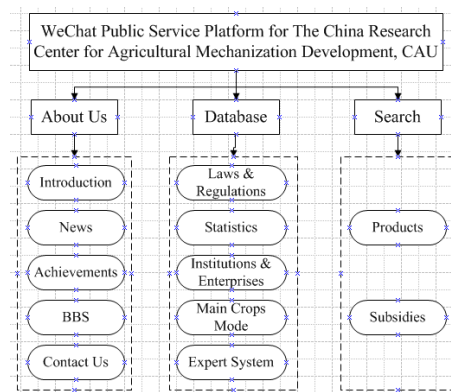 WeChat Public Service Platform for The China Research
Center for Agricultural Mechanization Development, CAU
About Us
Database
Search
Introduction
News
Achievements
BBS
Contact Us
Laws &
Regulations
Statistics
Institutions &
Enterprises
Main Crops
Mode
Expert System
Products
Subsidies